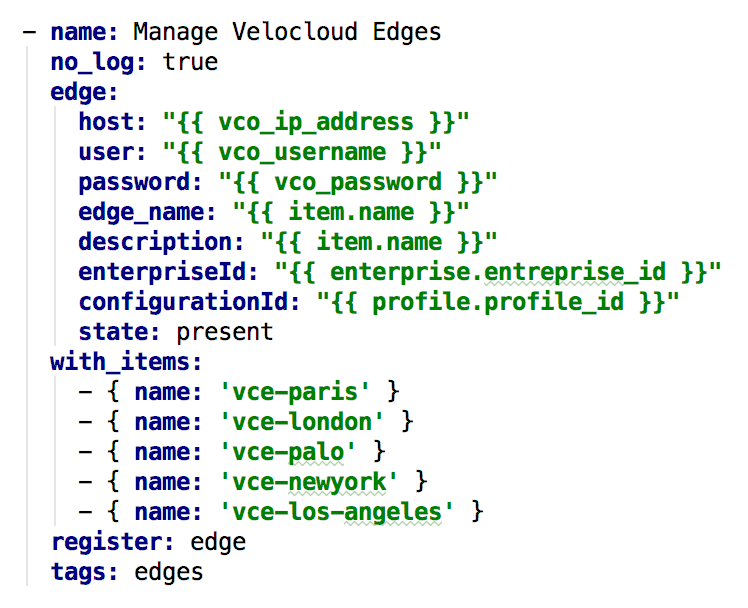 - name: Manage Velocloud Edges
  no_log: true
  edge:
    host: "{{ vco_ip_address }}"
    user: "{{ vco_username }}"
    password: "{{ vco_password }}"
    edge_name: "{{ item.name }}"
    description: "{{ item.name }}"
    enterpriseId: "{{ enterprise.entreprise_id }}"
    configurationId: "{{ profile.profile_id }}"
    state: present
  with_items:
    - { name: 'vce-paris' }
    - { name: 'vce-london' }
    - { name: 'vce-palo' }
    - { name: 'vce-newyork' }
    - { name: 'vce-los-angeles' }
  register: edge
  tags: edges